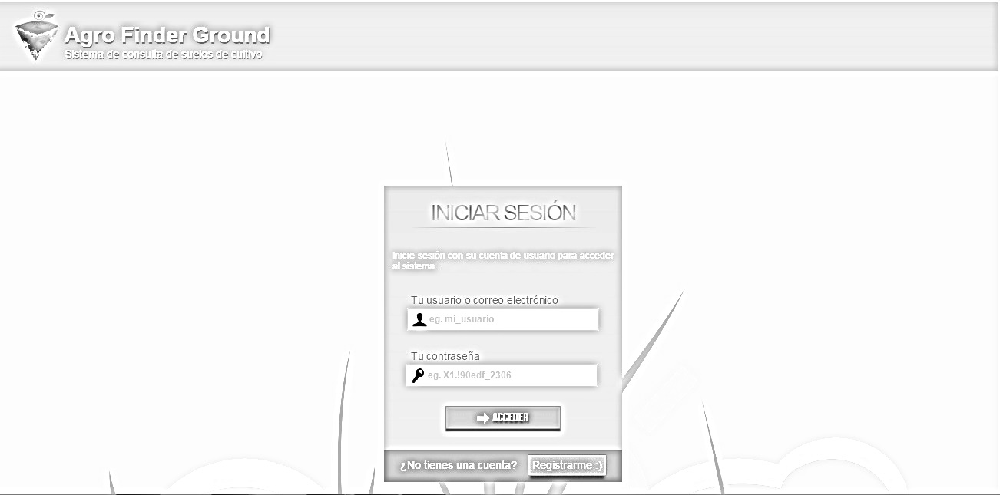 Agro Finder Ground
Sistema de consulta de suelos de cultivo
INICIAR SESIÓN
Inicie sesión con su cuenta de usuario para acceder
al sistema.
Tu usuario o correo electrónico
eg. mi_usuario
Tu contraseña
eg. X1.!90edf_2306
ACCEDER
¿No tienes una cuenta? Registrarme :)